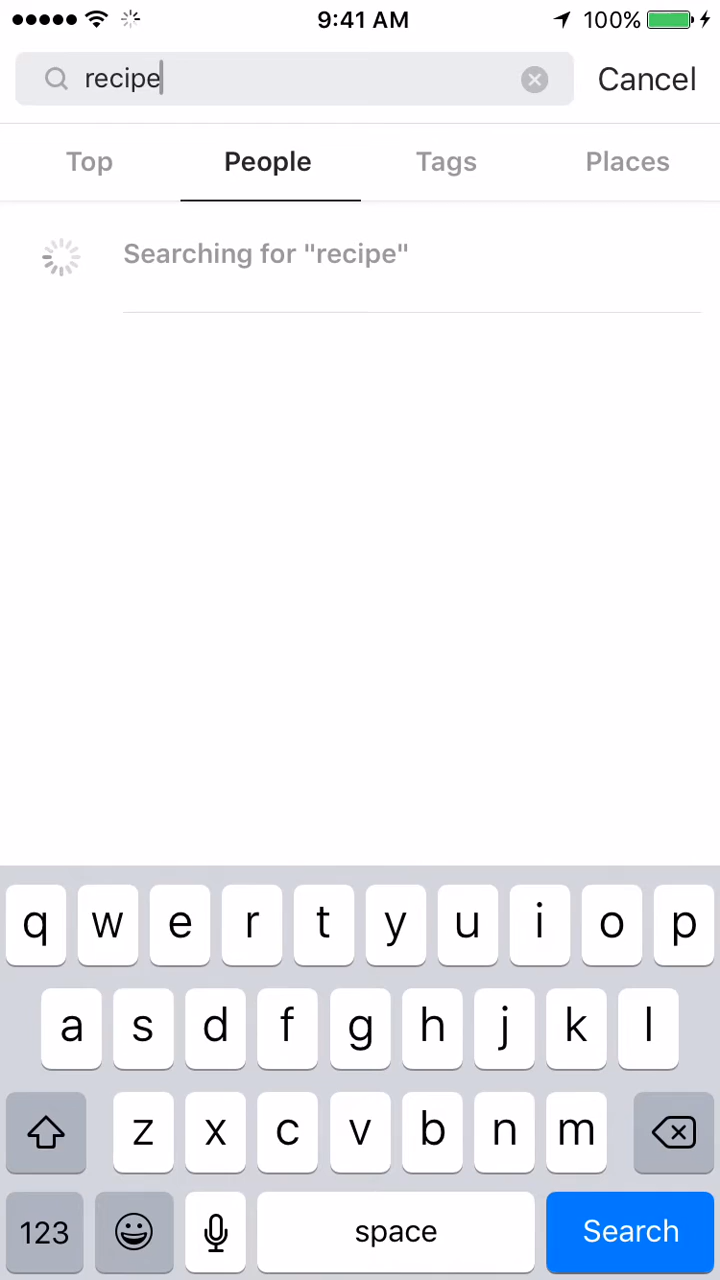 9:41 AM 100%
recipe Cancel
Top People Tags Places
Searching for "recipe"
q w e r t y u i o p
a s d f g h j k l
z x c v b n m
123 space Search